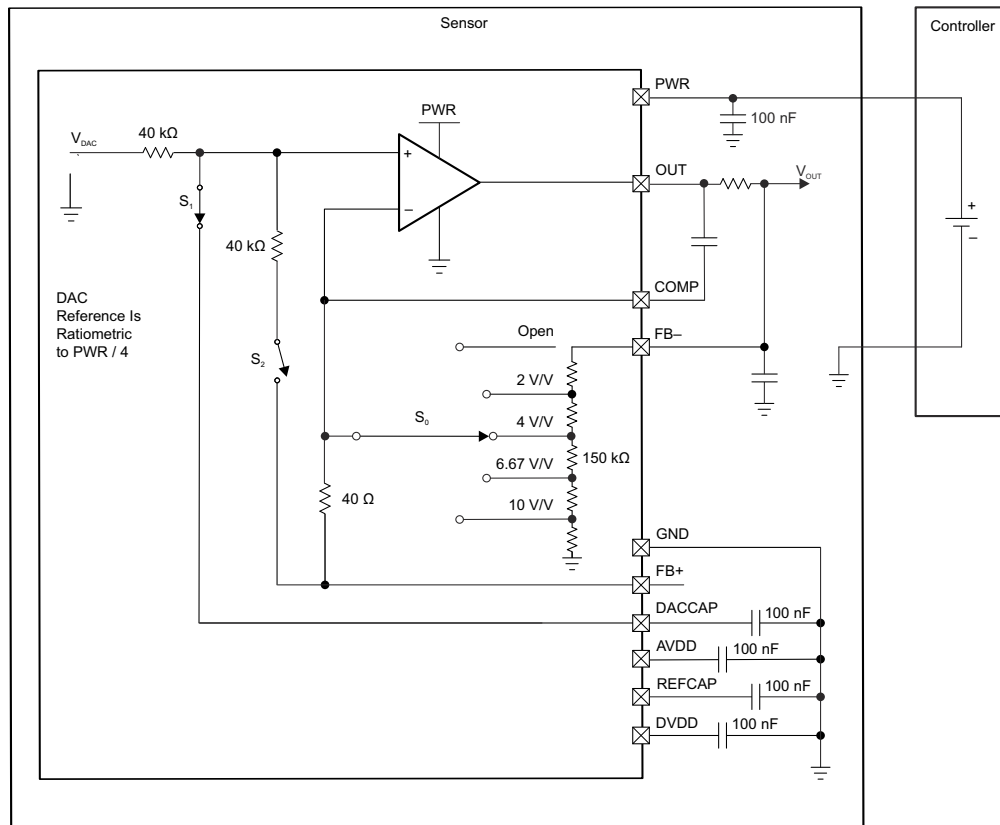 Sensor
Controller
PWR
PWR
100 nF
V_DAC
40 kΩ
+
−
OUT
V_OUT
S_1
40 kΩ
+
−
DAC
Reference Is
Ratiometric
to PWR / 4
S_2
COMP
FB–
Open
2 V/V
S_0
4 V/V
150 kΩ
6.67 V/V
40 Ω
10 V/V
GND
FB+
DACCAP
100 nF
AVDD
100 nF
REFCAP
100 nF
DVDD
100 nF